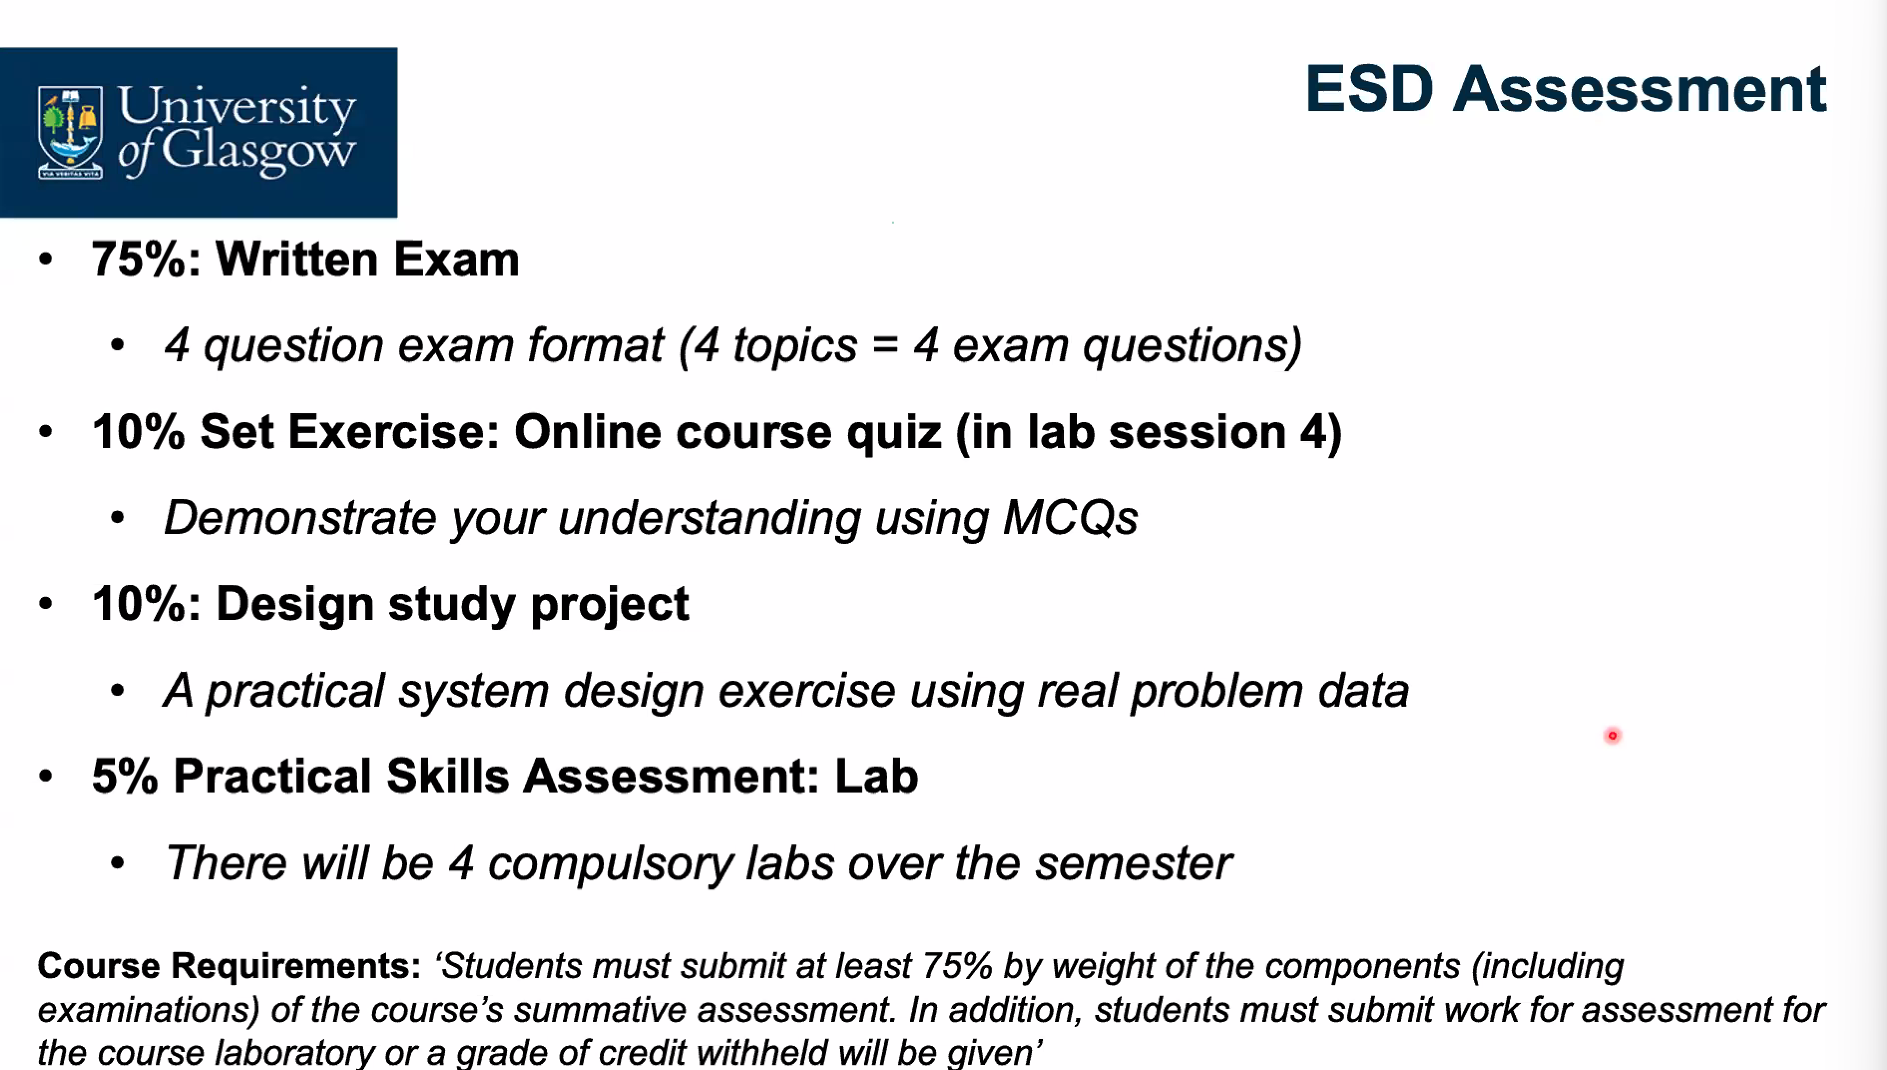 ESD Assessment
University
of Glasgow
VIA VERITAS VITA
• 75%: Written Exam
• 4 question exam format (4 topics = 4 exam questions)
• 10% Set Exercise: Online course quiz (in lab session 4)
• Demonstrate your understanding using MCQs
• 10%: Design study project
• A practical system design exercise using real problem data
• 5% Practical Skills Assessment: Lab
• There will be 4 compulsory labs over the semester
Course Requirements: ‘Students must submit at least 75% by weight of the components (including
examinations) of the course’s summative assessment. In addition, students must submit work for assessment for
the course laboratory or a grade of credit withheld will be given’